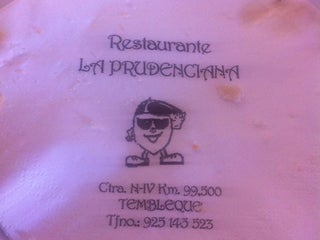 Restaurante
LA PRUDENCIANA
Ctra. N-IV Km. 99,500
TEMBLEQUE
Tfno.: 925 145 523